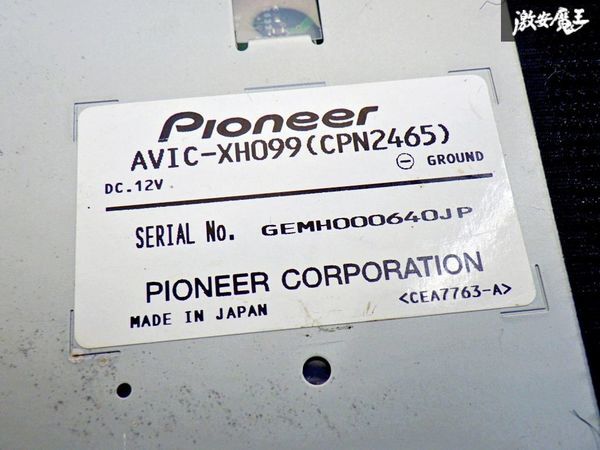 激安魔王
Pioneer
AVIC-XH099(CPN2465)
DC.12V ⊖ GROUND
SERIAL No. GEMH000640JP
PIONEER CORPORATION
MADE IN JAPAN <CEA7763-A>